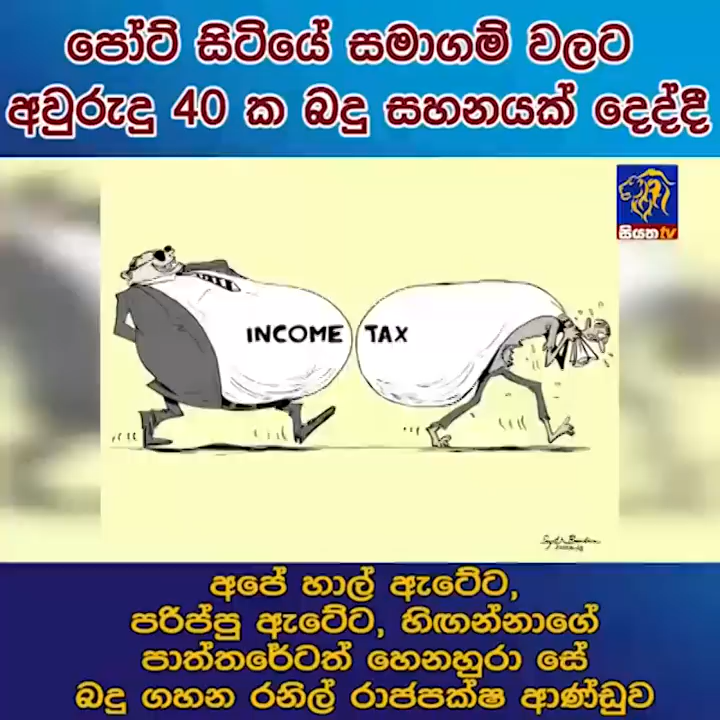 පෝට් සිටියේ සමාගම් වලට
අවුරුදු 40 ක බදු සහනයක් දෙද්දී
සියත tv
INCOME TAX
අපේ හාල් ඇටේට,
පරිප්පු ඇටේට, හිඟන්නාගේ
පාත්තරේටත් හෙනහුරා සේ
බදු ගහන රනිල් රාජපක්ෂ ආණ්ඩුව